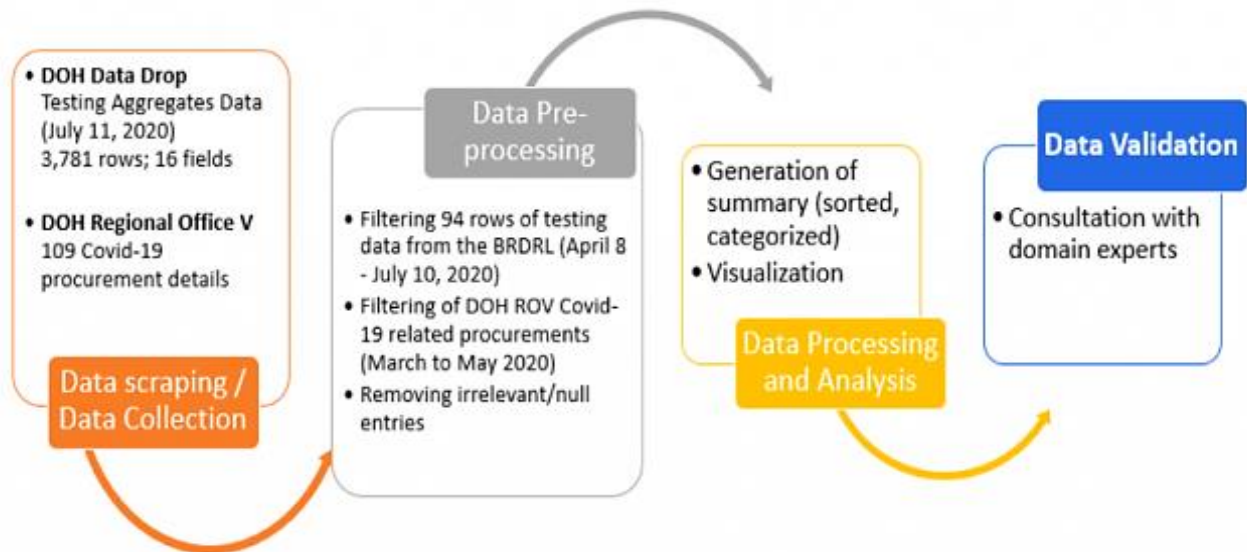 • DOH Data Drop
Testing Aggregates Data
(July 11, 2020)
3,781 rows; 16 fields
• DOH Regional Office V
109 Covid-19
procurement details
Data scraping /
Data Collection
Data Pre-
processing
• Filtering 94 rows of testing
data from the BRDRL (April 8
- July 10, 2020)
• Filtering of DOH ROV Covid-
19 related procurements
(March to May 2020)
• Removing irrelevant/null
entries
• Generation of
summary (sorted,
categorized)
• Visualization
Data Processing
and Analysis
Data Validation
• Consultation with
domain experts